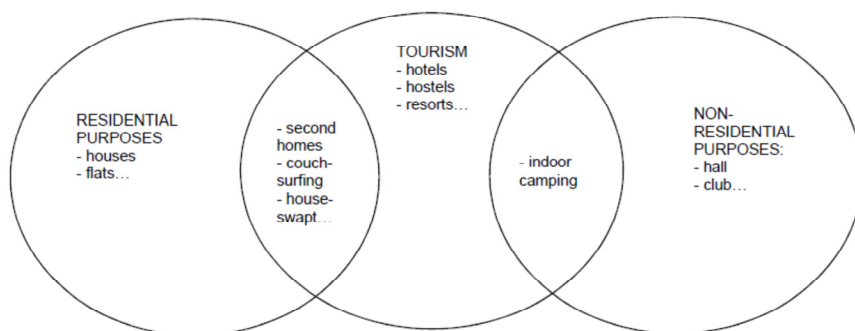 RESIDENTIAL
PURPOSES
- houses
- flats…
- second
homes
- couch-
surfing
- house-
swapt…
TOURISM
- hotels
- hostels
- resorts…
- indoor
camping
NON-
RESIDENTIAL
PURPOSES:
- hall
- club…